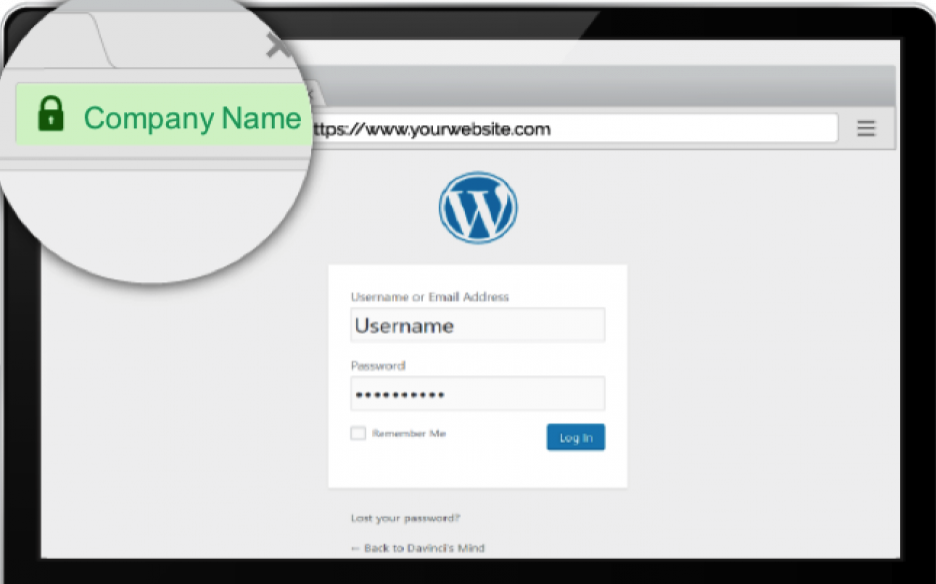 Company Name
ttps://www.yourwebsite.com
Username or Email Address
Username
Password
••••••••••
Remember Me
Log In
Lost your password?
← Back to Davinci's Mind